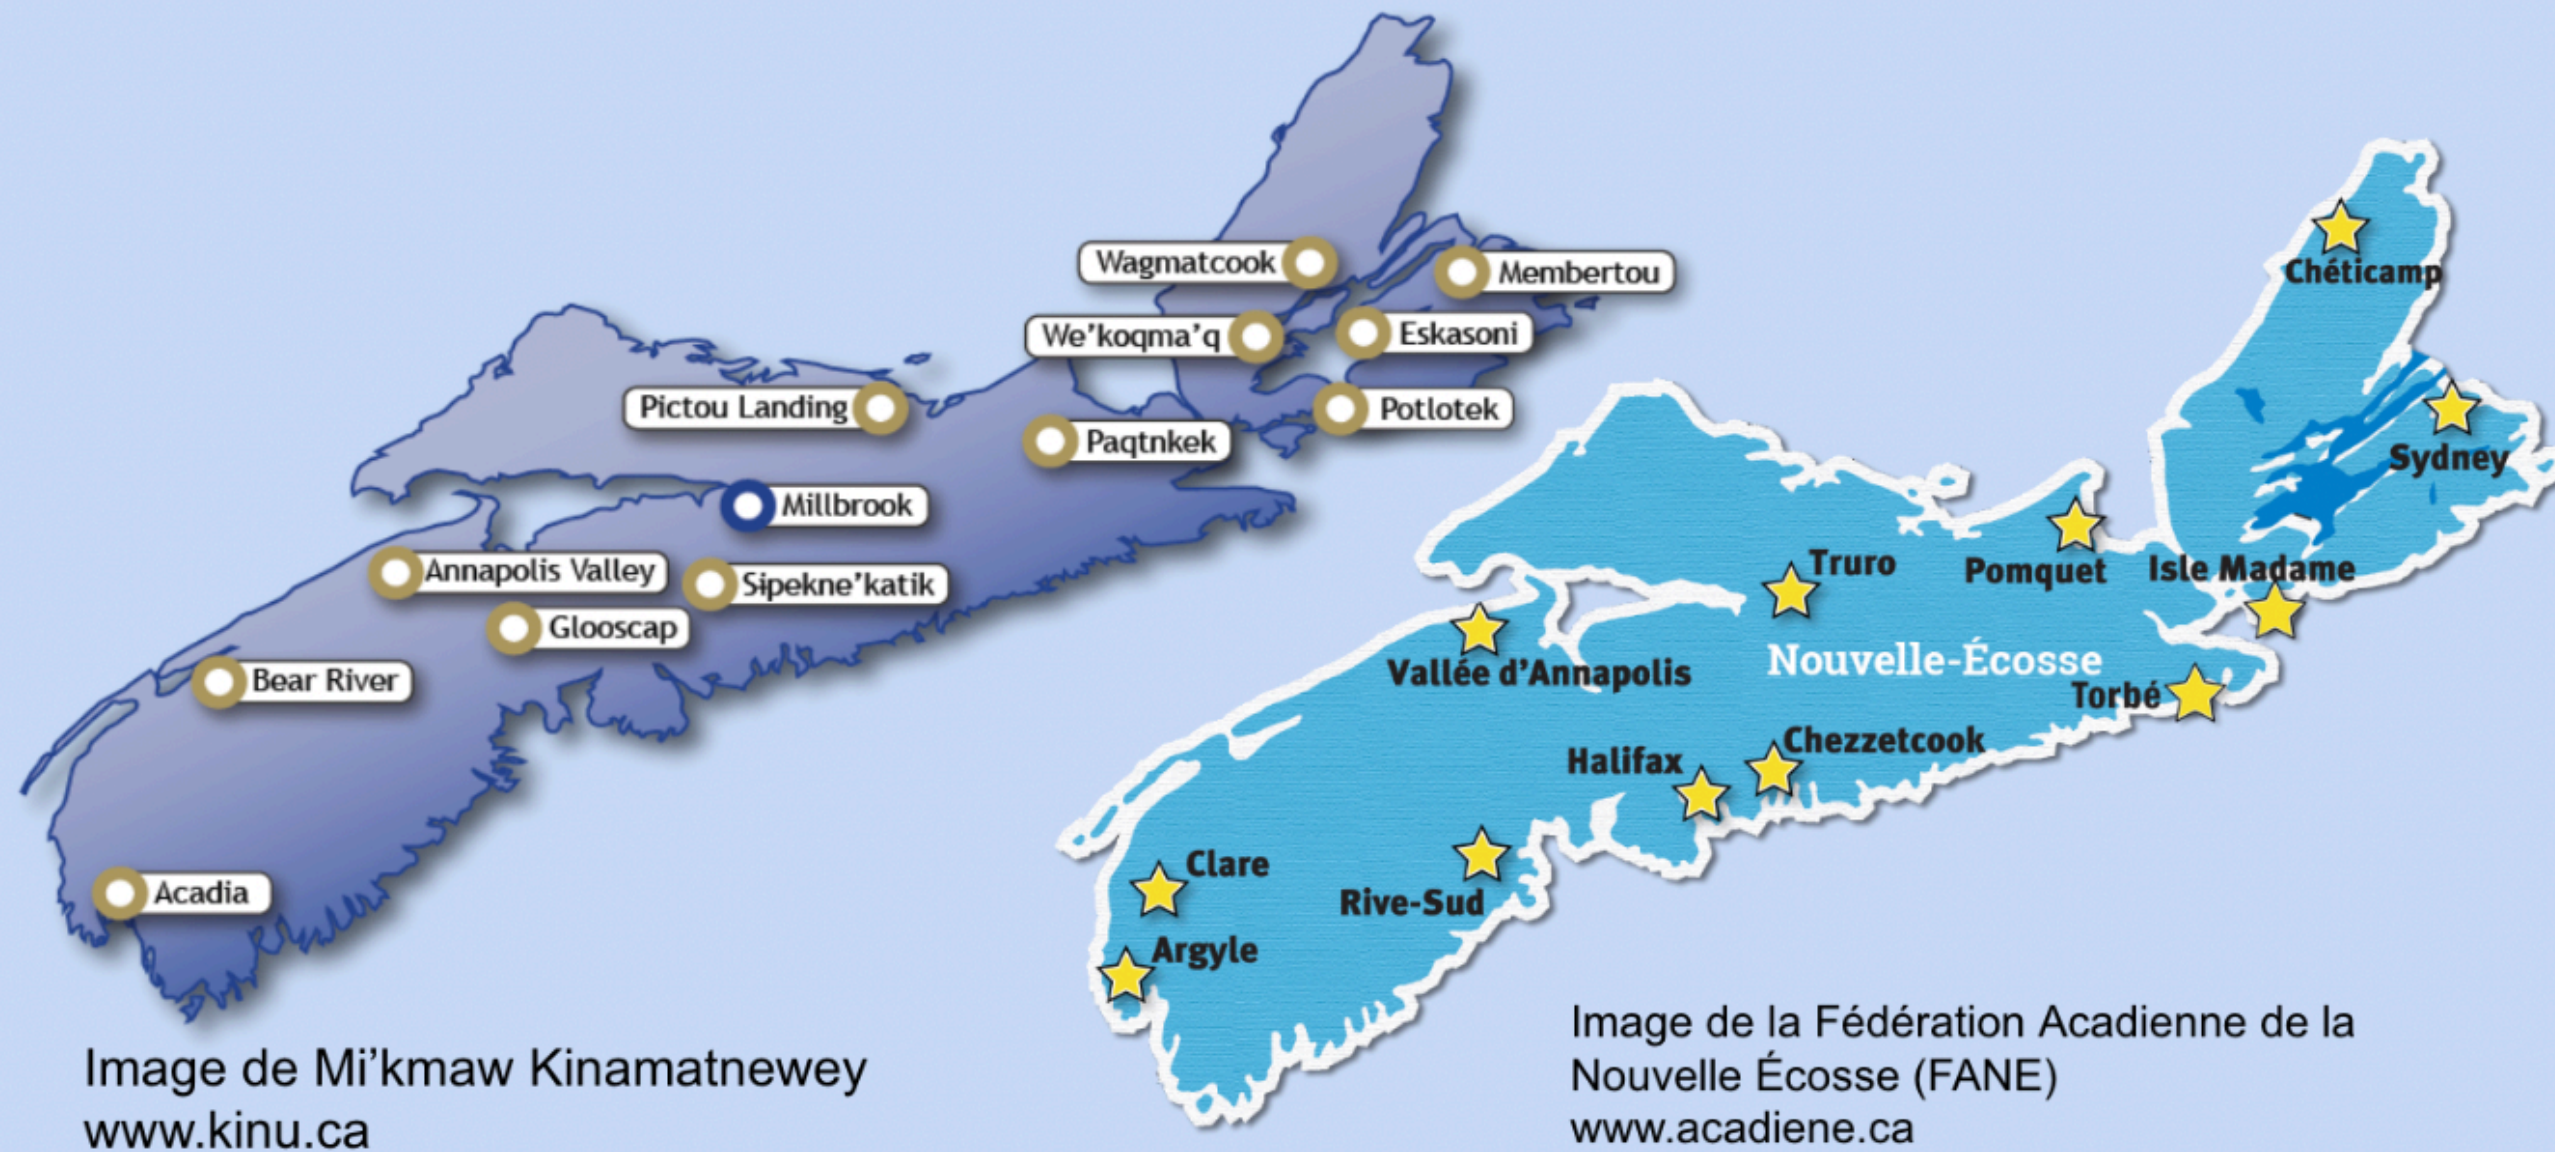 Wagmatcook
Membertou
We'koqma'q
Eskasoni
Pictou Landing
Potlotek
Paqtnkek
Millbrook
Annapolis Valley
Sɨpekne'katik
Glooscap
Bear River
Acadia
Image de Mi'kmaw Kinamatnewey
www.kinu.ca
Chéticamp
Sydney
Truro
Pomquet
Isle Madame
Nouvelle-Écosse
Vallée d'Annapolis
Torbé
Chezzetcook
Halifax
Clare
Rive-Sud
Argyle
Image de la Fédération Acadienne de la
Nouvelle Écosse (FANE)
www.acadiene.ca